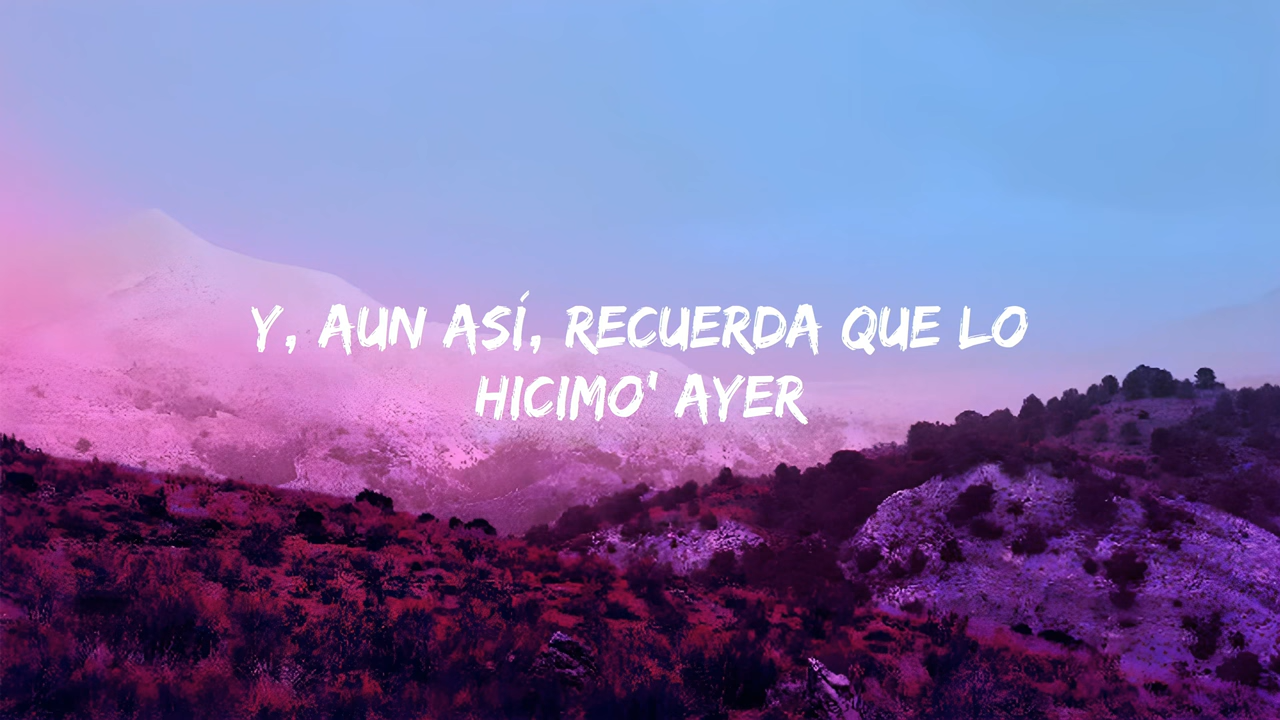 Y, AUN ASÍ, RECUERDA QUE LO
HICIMO' AYER